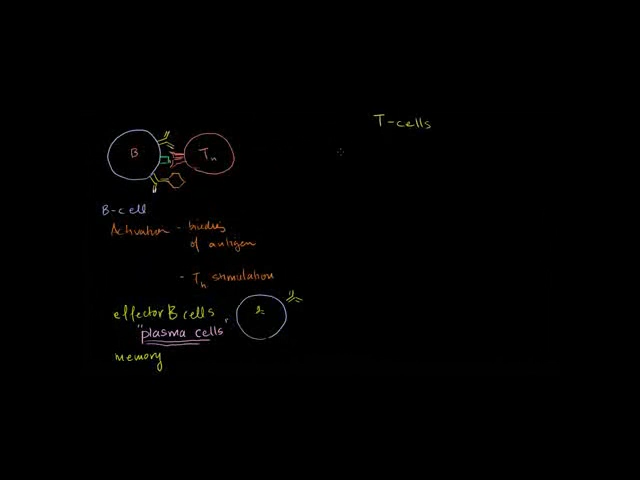 T-cells
B
Th
B-cell
Activation - binding
of antigen
- Th stimulation
effector B cells
"plasma cells
memory